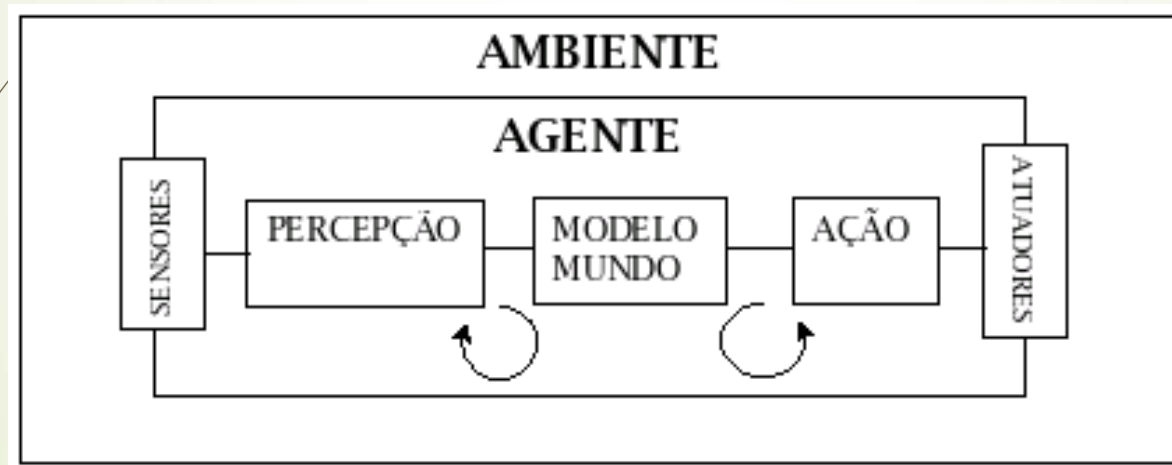 AMBIENTE
AGENTE
SENSORES
PERCEPÇÃO
MODELO
MUNDO
AÇÃO
ATUADORES